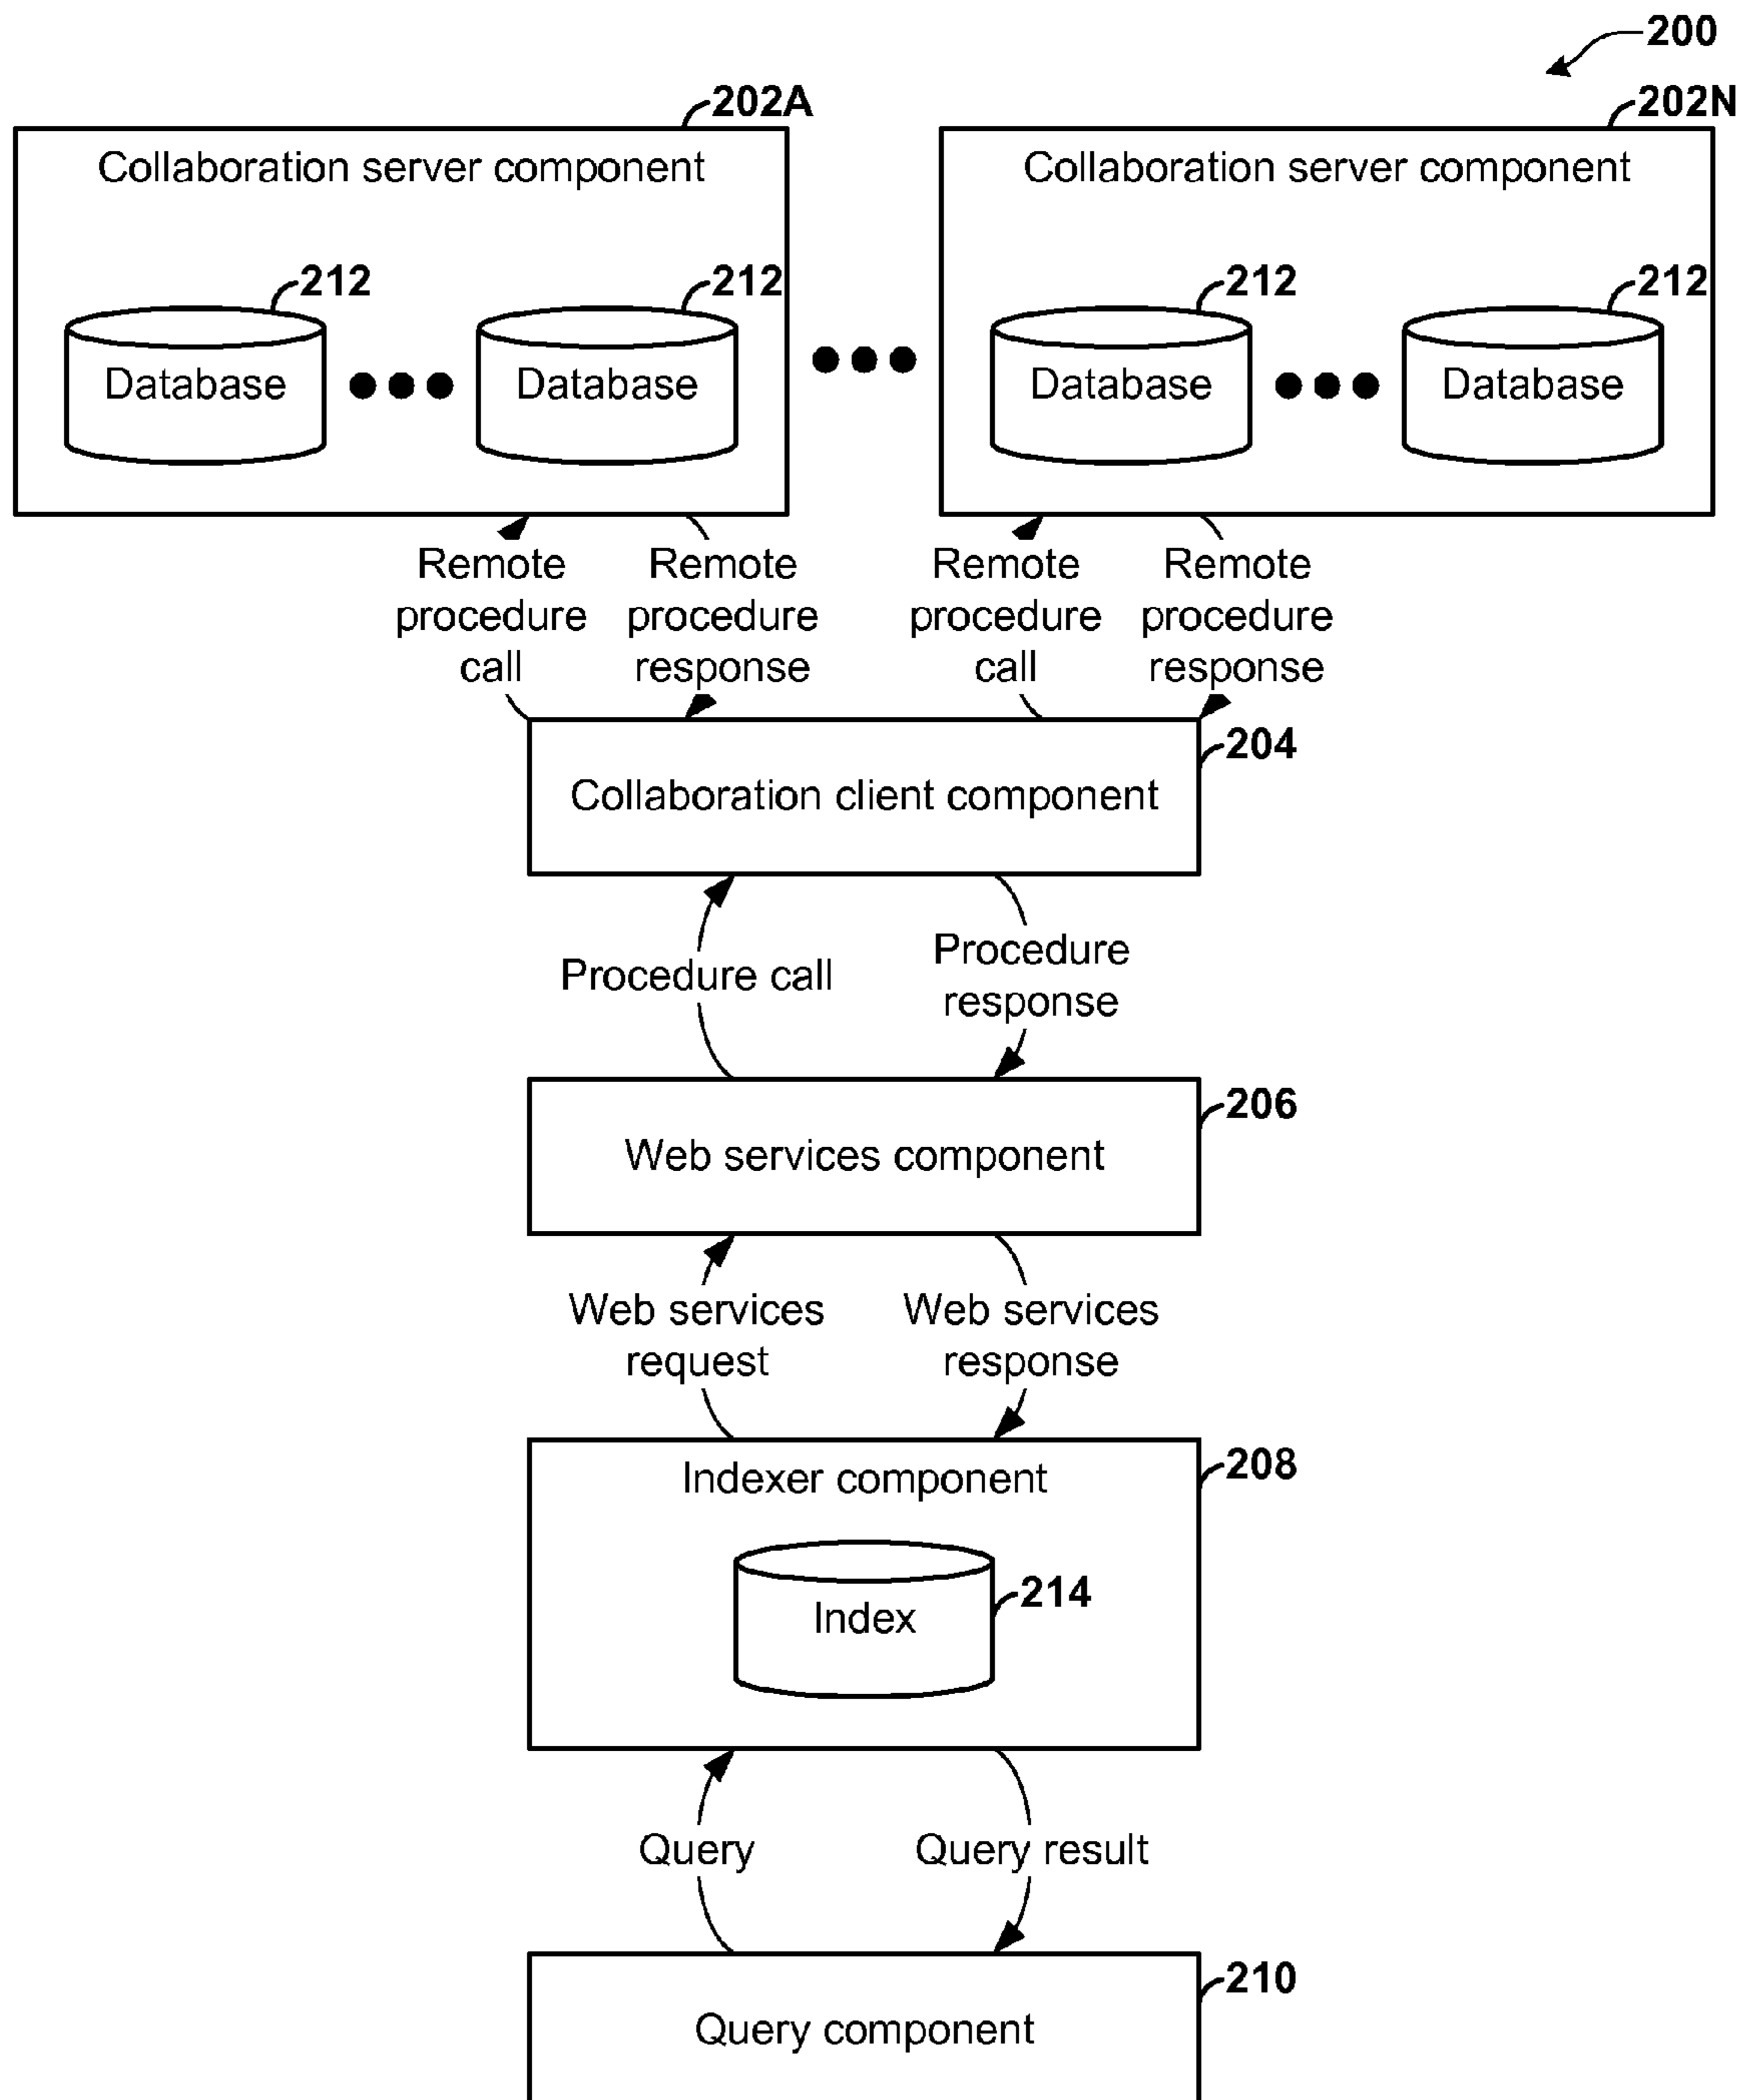 200
202A
202N
Collaboration server component
Collaboration server component
212
212
212
212
Database
Database
Database
Database
Remote
procedure
call
Remote
procedure
response
Remote
procedure
call
Remote
procedure
response
204
Collaboration client component
Procedure call
Procedure
response
206
Web services component
Web services
request
Web services
response
208
Indexer component
214
Index
Query
Query result
210
Query component